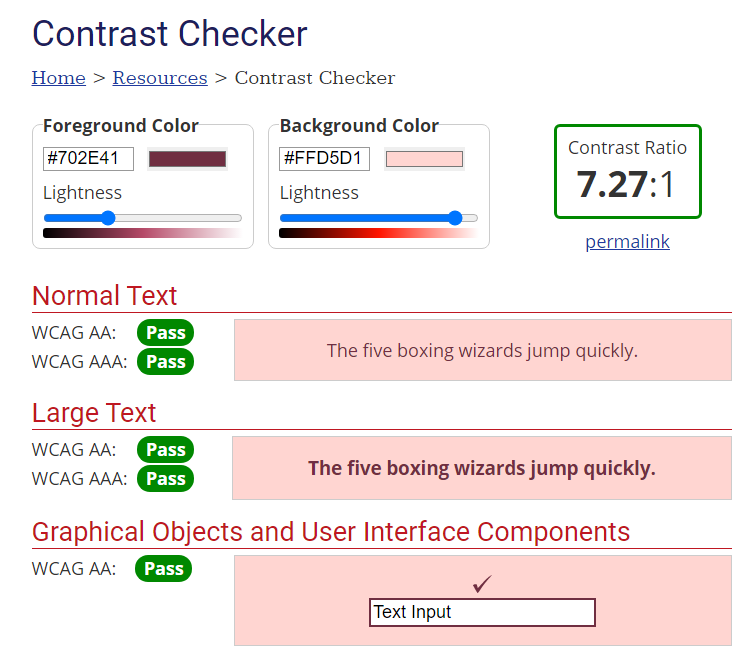 Contrast Checker
Home > Resources > Contrast Checker
Foreground Color
#702E41
Lightness
Background Color
#FFD5D1
Lightness
Contrast Ratio
7.27:1
permalink
Normal Text
WCAG AA: Pass
WCAG AAA: Pass
The five boxing wizards jump quickly.
Large Text
WCAG AA: Pass
WCAG AAA: Pass
The five boxing wizards jump quickly.
Graphical Objects and User Interface Components
WCAG AA: Pass
✓
Text Input